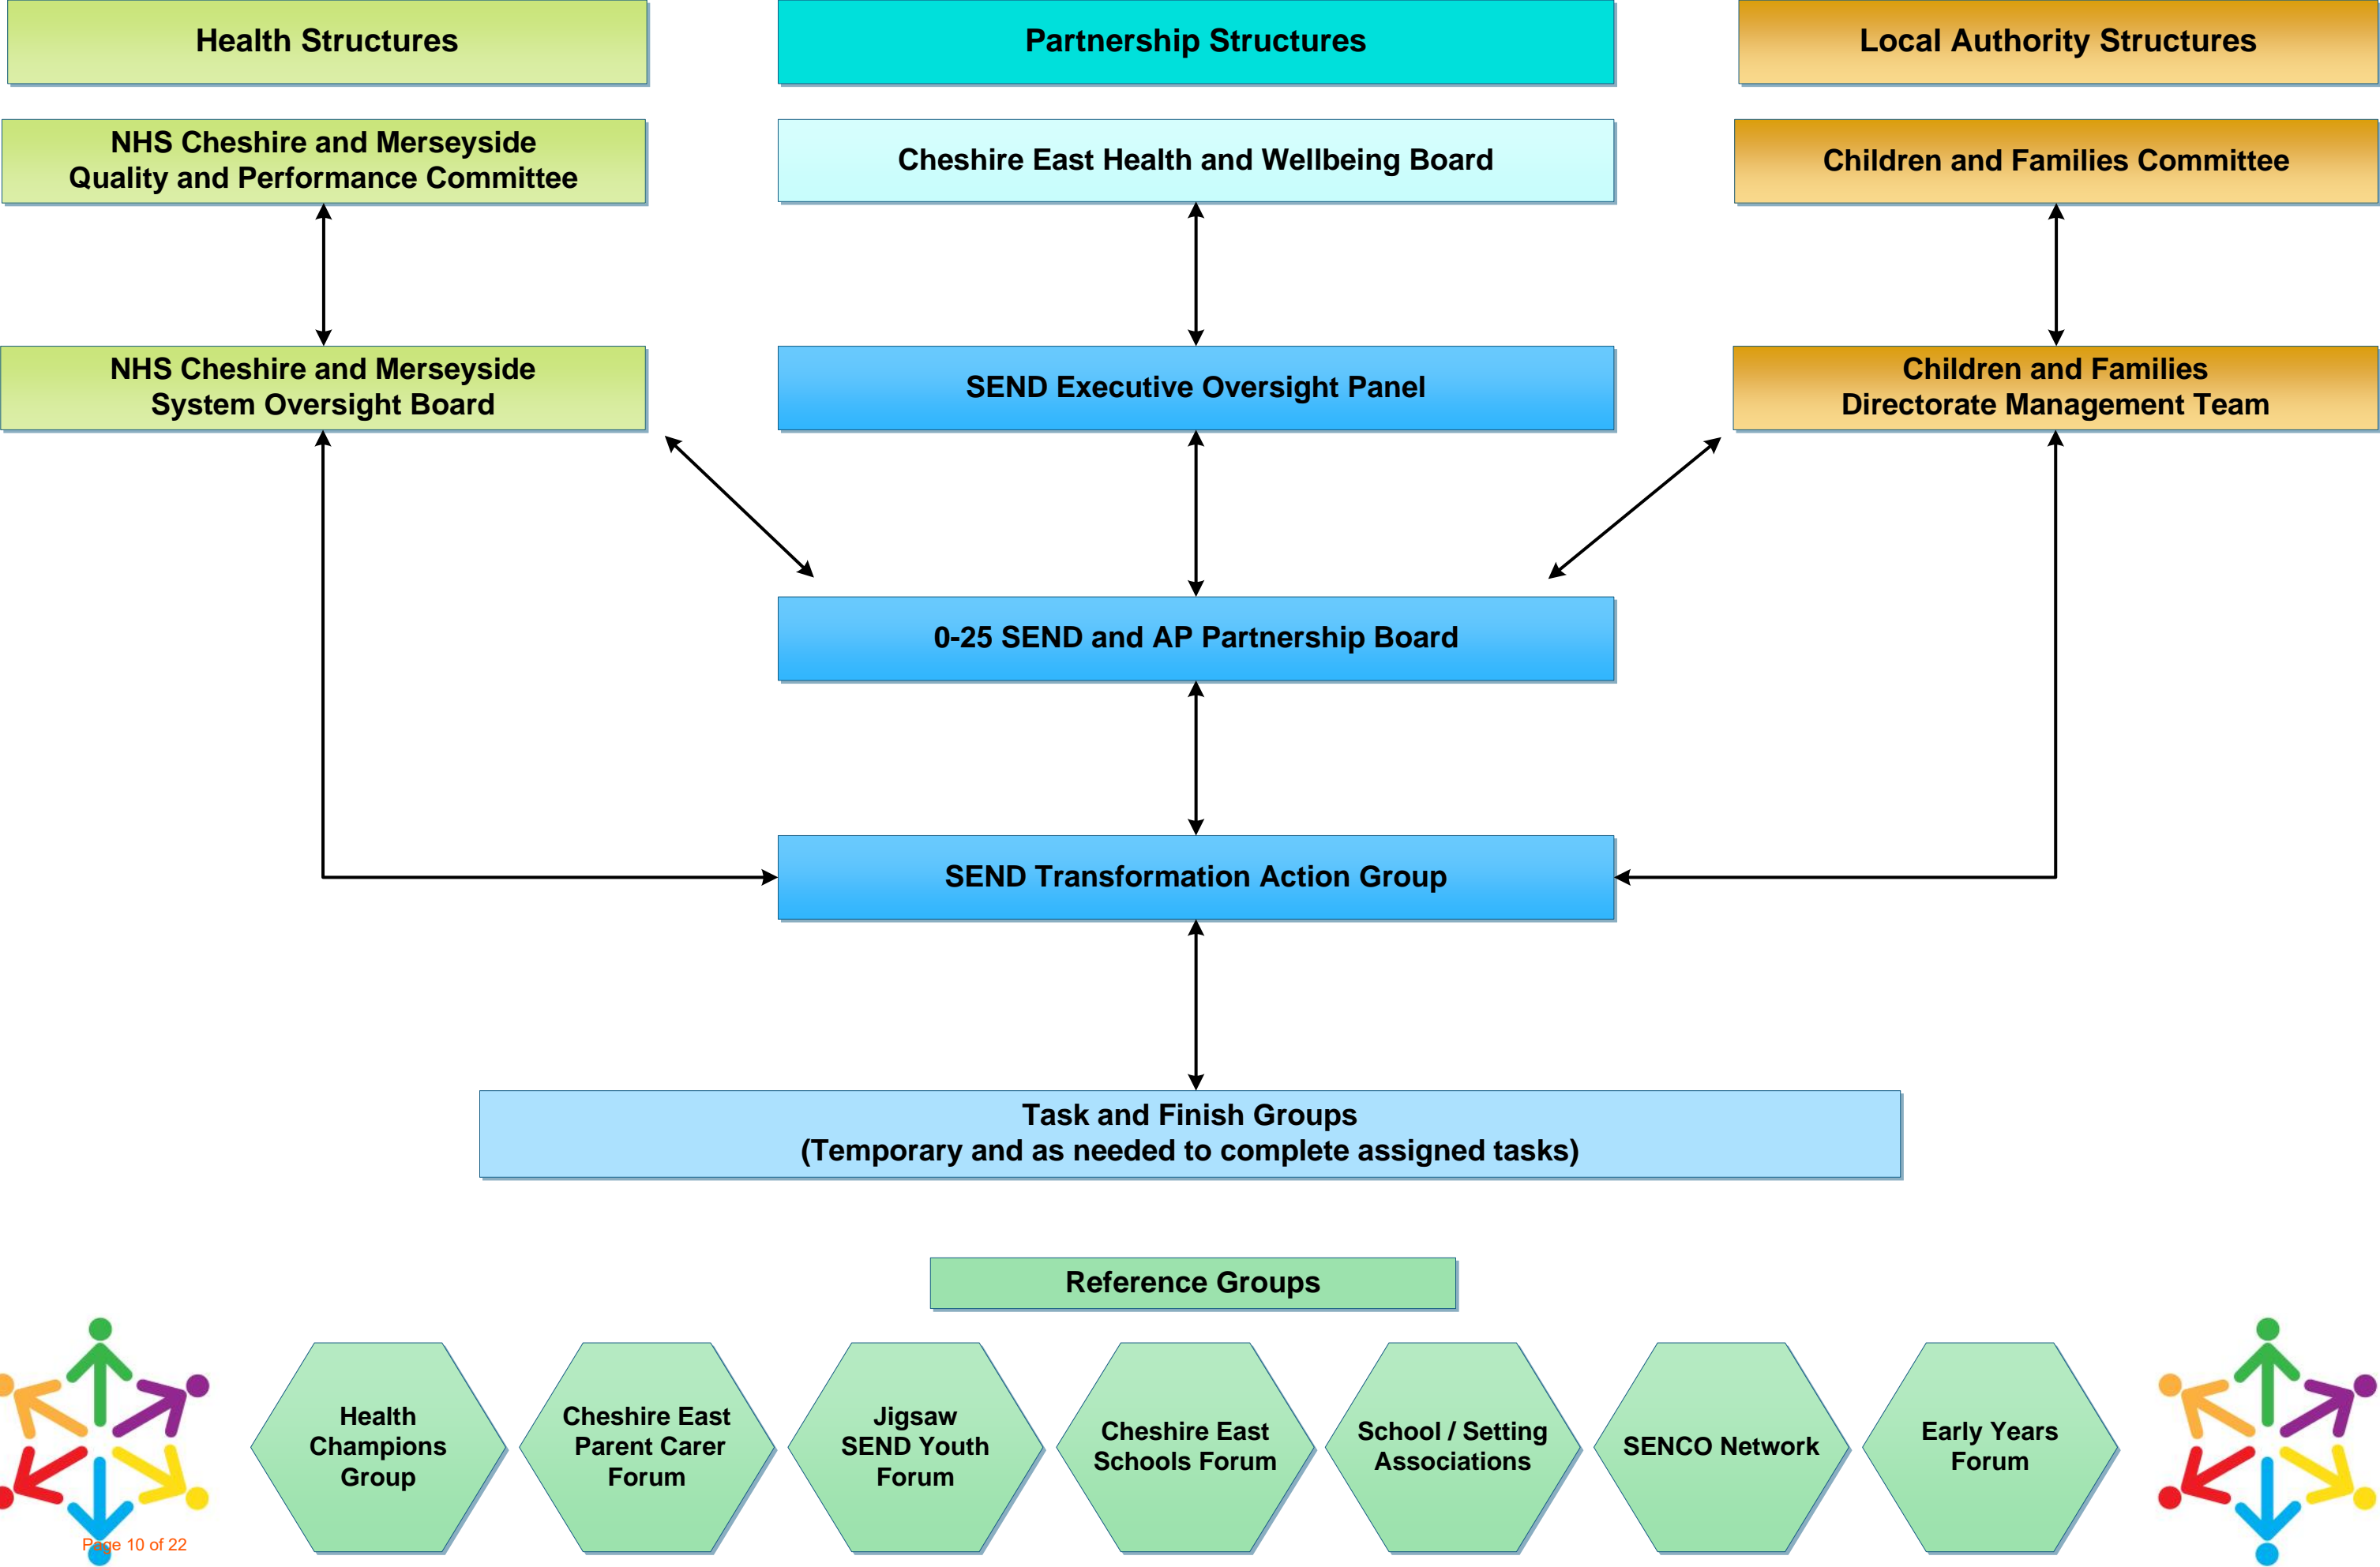 Health Structures
Partnership Structures
Local Authority Structures
NHS Cheshire and Merseyside
Quality and Performance Committee
Cheshire East Health and Wellbeing Board
Children and Families Committee
NHS Cheshire and Merseyside
System Oversight Board
SEND Executive Oversight Panel
Children and Families
Directorate Management Team
0-25 SEND and AP Partnership Board
SEND Transformation Action Group
Task and Finish Groups
(Temporary and as needed to complete assigned tasks)
Reference Groups
Health
Champions
Group
Cheshire East
Parent Carer
Forum
Jigsaw
SEND Youth
Forum
Cheshire East
Schools Forum
School / Setting
Associations
SENCO Network
Early Years
Forum
Page 10 of 22